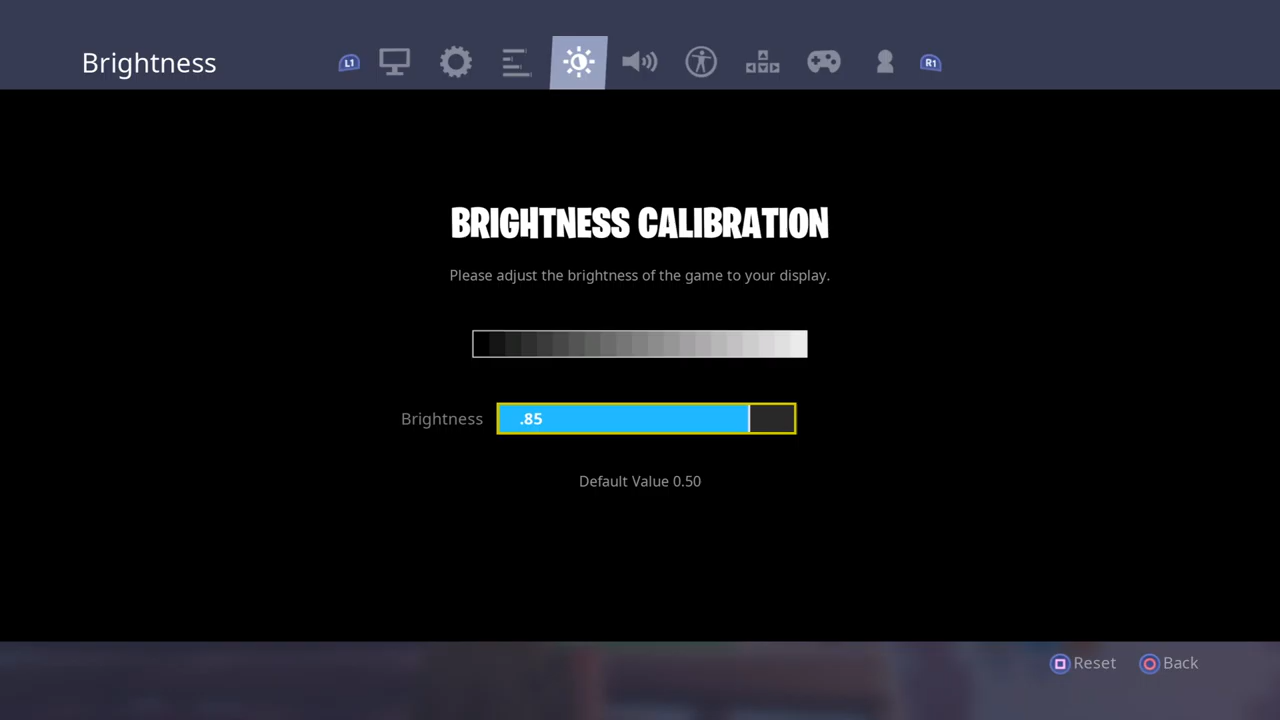 Brightness
L1
R1
BRIGHTNESS CALIBRATION
Please adjust the brightness of the game to your display.
Brightness
.85
Default Value 0.50
Reset
Back